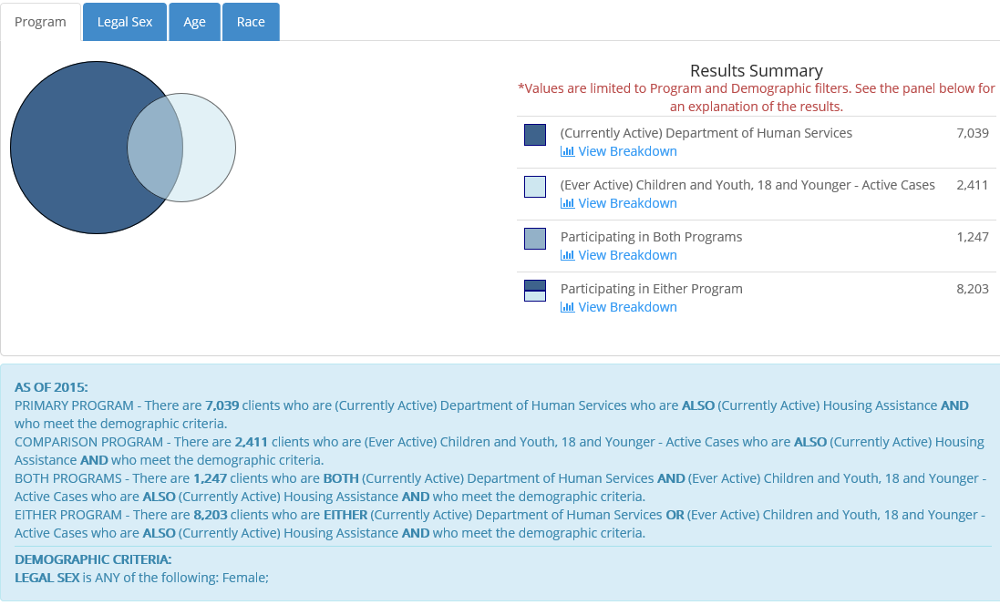 Program Legal Sex Age Race
Results Summary
*Values are limited to Program and Demographic filters. See the panel below for
an explanation of the results.
(Currently Active) Department of Human Services 7,039
View Breakdown
(Ever Active) Children and Youth, 18 and Younger - Active Cases 2,411
View Breakdown
Participating in Both Programs 1,247
View Breakdown
Participating in Either Program 8,203
View Breakdown
AS OF 2015:
PRIMARY PROGRAM - There are 7,039 clients who are (Currently Active) Department of Human Services who are ALSO (Currently Active) Housing Assistance AND
who meet the demographic criteria.
COMPARISON PROGRAM - There are 2,411 clients who are (Ever Active) Children and Youth, 18 and Younger - Active Cases who are ALSO (Currently Active) Housing
Assistance AND who meet the demographic criteria.
BOTH PROGRAMS - There are 1,247 clients who are BOTH (Currently Active) Department of Human Services AND (Ever Active) Children and Youth, 18 and Younger -
Active Cases who are ALSO (Currently Active) Housing Assistance AND who meet the demographic criteria.
EITHER PROGRAM - There are 8,203 clients who are EITHER (Currently Active) Department of Human Services OR (Ever Active) Children and Youth, 18 and Younger -
Active Cases who are ALSO (Currently Active) Housing Assistance AND who meet the demographic criteria.
DEMOGRAPHIC CRITERIA:
LEGAL SEX is ANY of the following: Female;